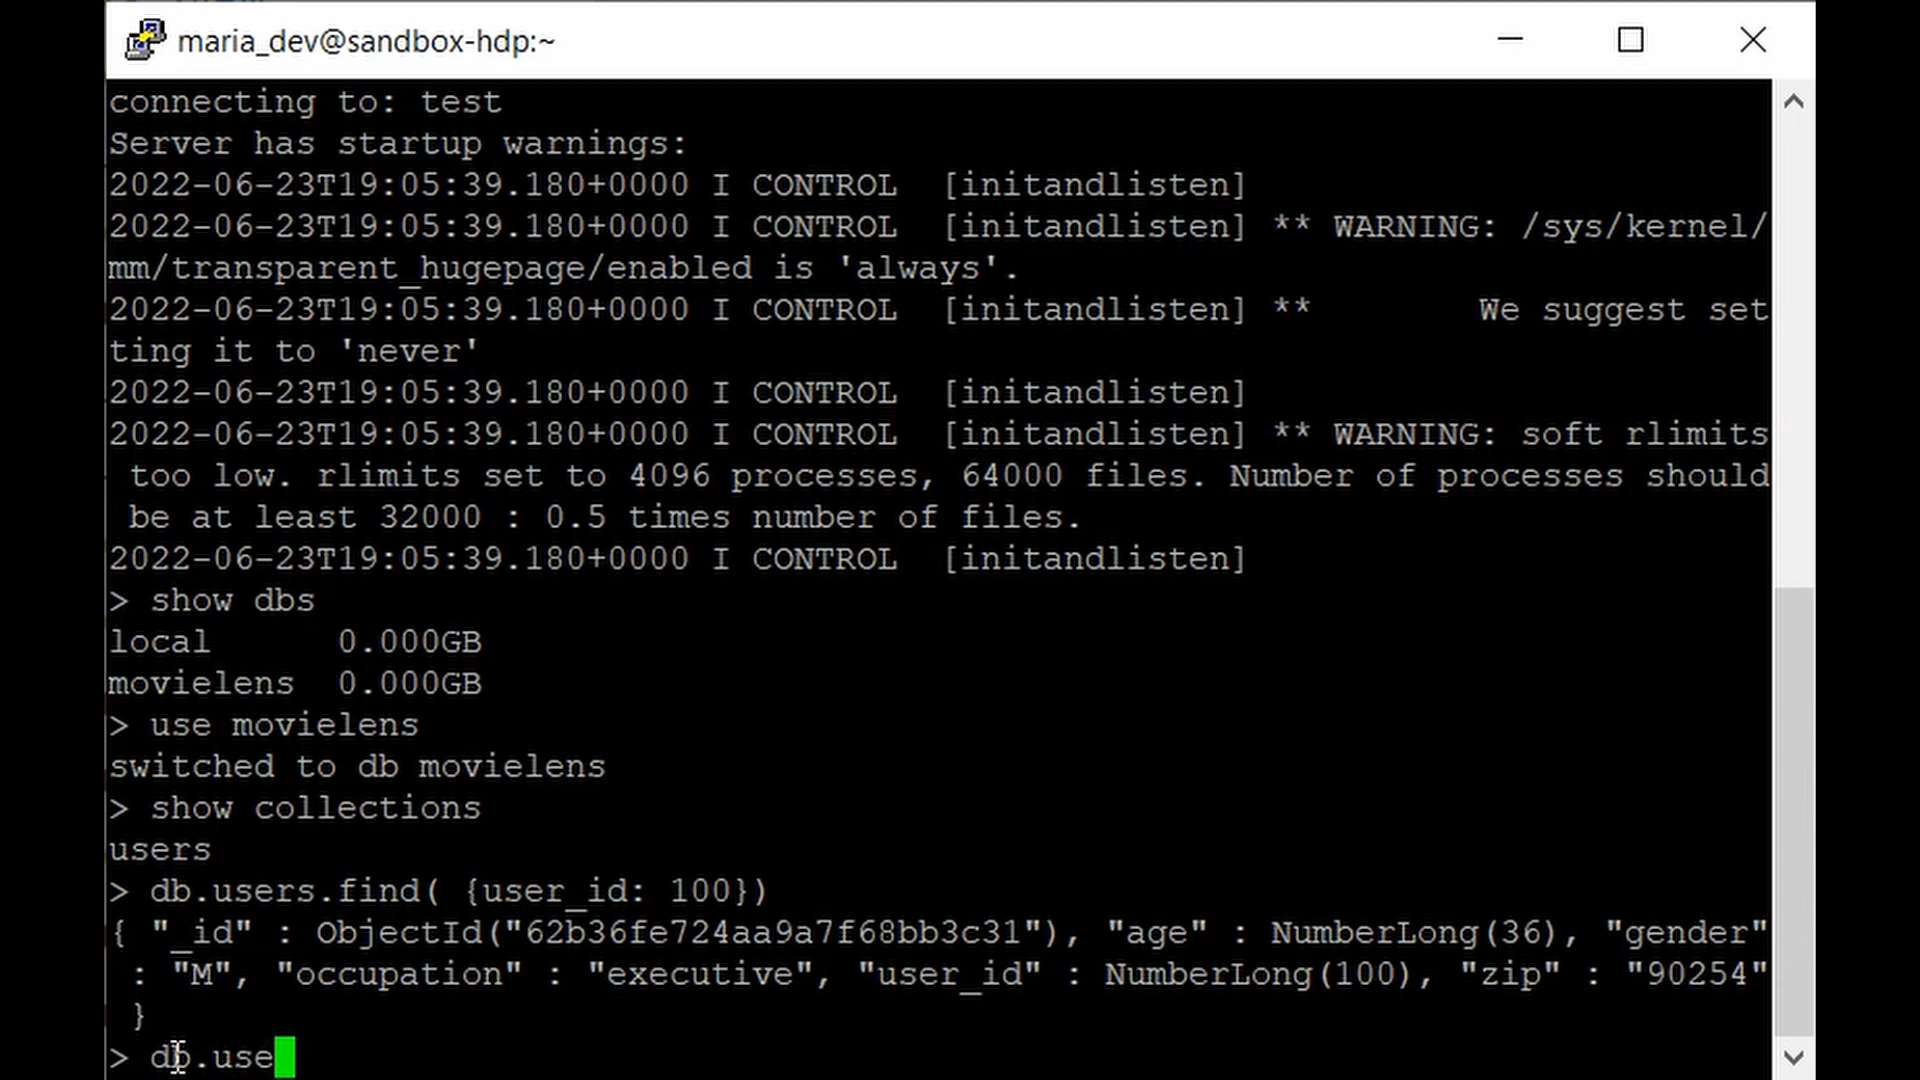 maria_dev@sandbox-hdp:~
connecting to: test
Server has startup warnings:
2022-06-23T19:05:39.180+0000 I CONTROL  [initandlisten]
2022-06-23T19:05:39.180+0000 I CONTROL  [initandlisten] ** WARNING: /sys/kernel/
mm/transparent_hugepage/enabled is 'always'.
2022-06-23T19:05:39.180+0000 I CONTROL  [initandlisten] **        We suggest set
ting it to 'never'
2022-06-23T19:05:39.180+0000 I CONTROL  [initandlisten]
2022-06-23T19:05:39.180+0000 I CONTROL  [initandlisten] ** WARNING: soft rlimits
 too low. rlimits set to 4096 processes, 64000 files. Number of processes should
 be at least 32000 : 0.5 times number of files.
2022-06-23T19:05:39.180+0000 I CONTROL  [initandlisten]
> show dbs
local      0.000GB
movielens  0.000GB
> use movielens
switched to db movielens
> show collections
users
> db.users.find( {user_id: 100})
{ "_id" : ObjectId("62b36fe724aa9a7f68bb3c31"), "age" : NumberLong(36), "gender"
 : "M", "occupation" : "executive", "user_id" : NumberLong(100), "zip" : "90254"
 }
> db.use